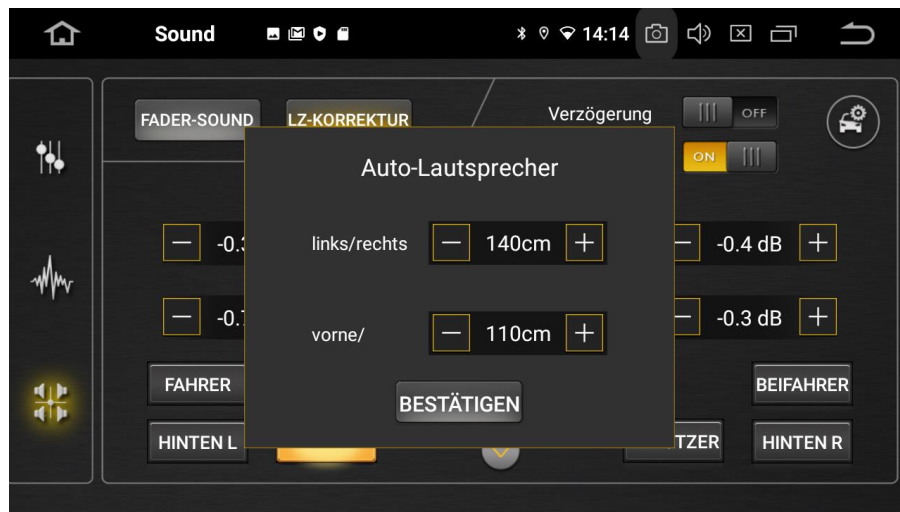 Sound
14:14
FADER-SOUND
LZ-KORREKTUR
Verzögerung
OFF
ON
Auto-Lautsprecher
links/rechts
140cm
-0.4 dB
vorne/
110cm
-0.3 dB
FAHRER
BESTÄTIGEN
BEIFAHRER
HINTEN L
HINTEN R